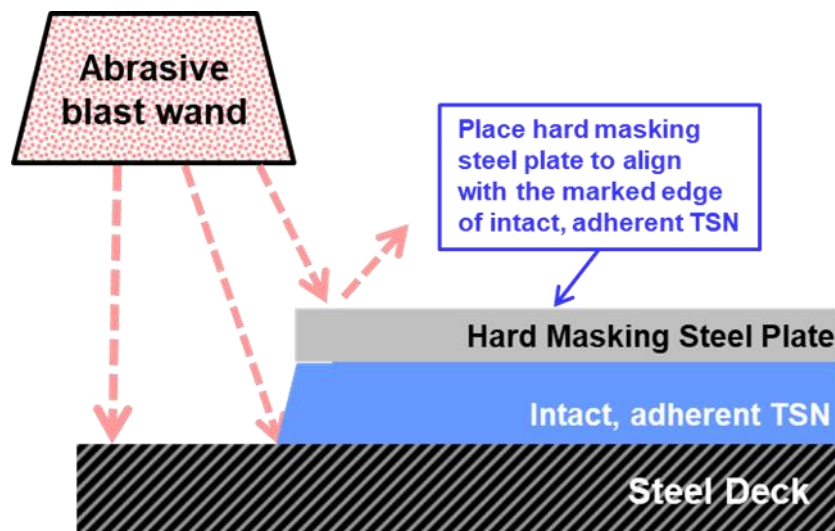 Abrasive
blast wand
Place hard masking
steel plate to align
with the marked edge
of intact, adherent TSN
Hard Masking Steel Plate
Intact, adherent TSN
Steel Deck